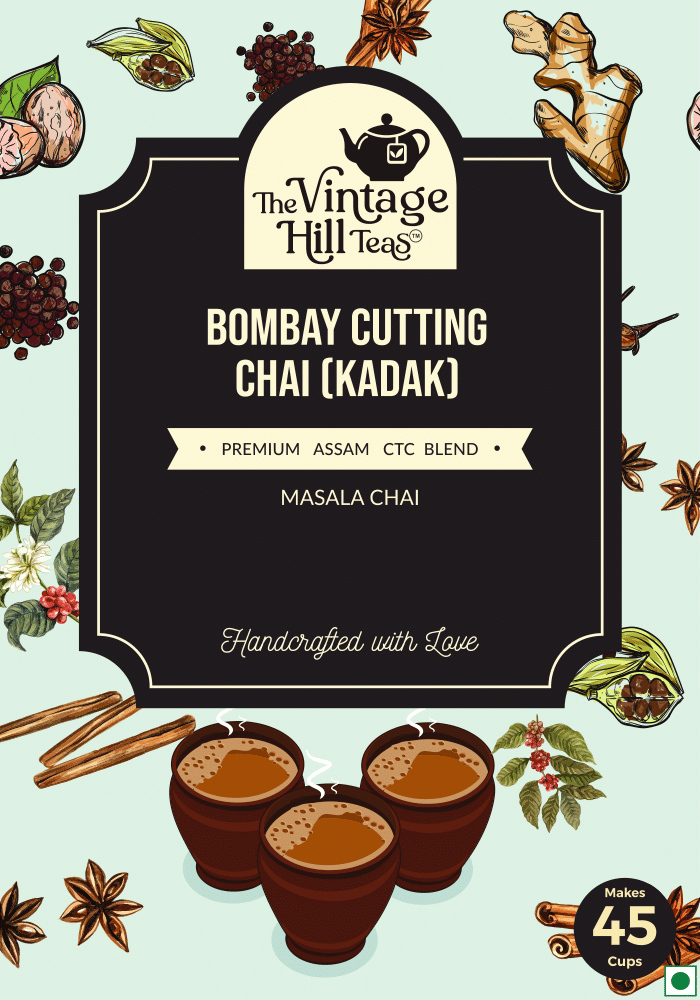 The Vintage
Hill Teas™
BOMBAY CUTTING
CHAI (KADAK)
• PREMIUM ASSAM CTC BLEND •
MASALA CHAI
Handcrafted with Love
Makes
45
Cups